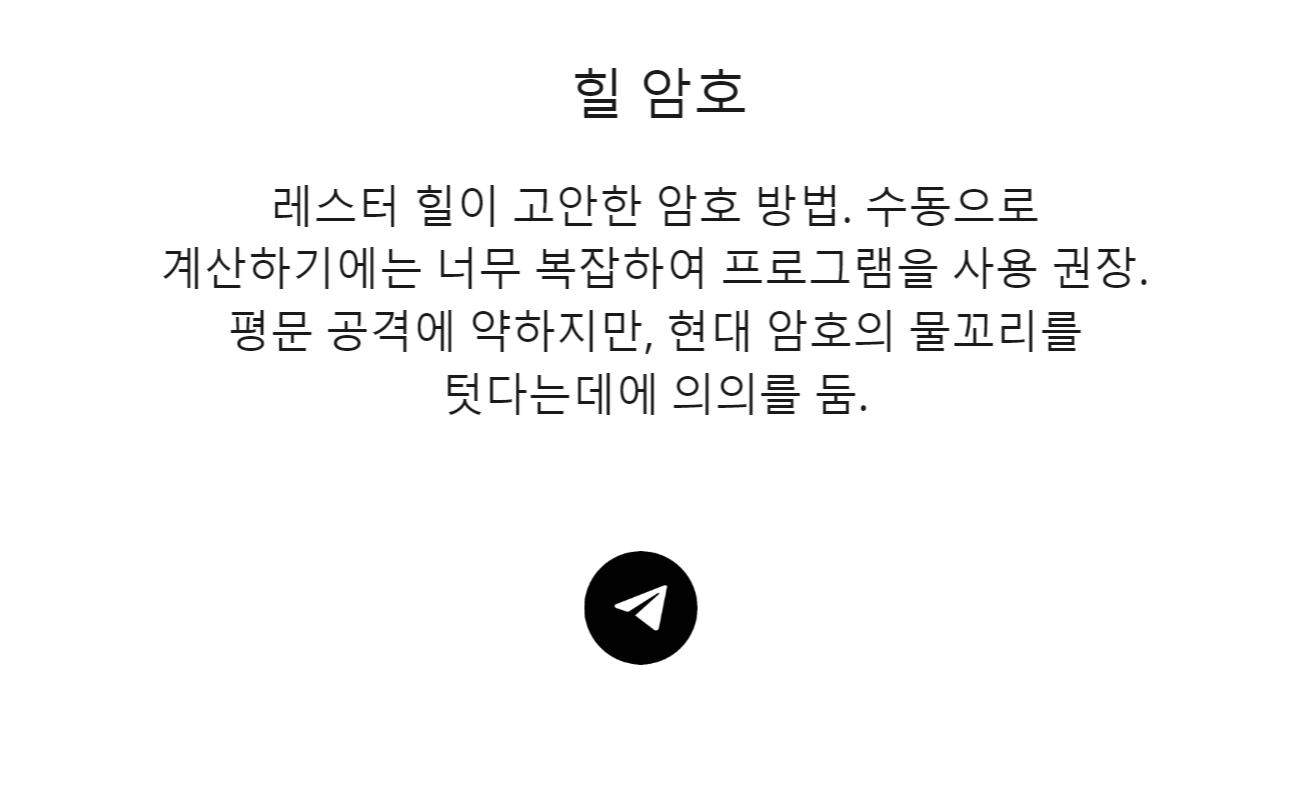 힐 암호
레스터 힐이 고안한 암호 방법. 수동으로
계산하기에는 너무 복잡하여 프로그램을 사용 권장.
평문 공격에 약하지만, 현대 암호의 물꼬리를
텃다는데에 의의를 둠.